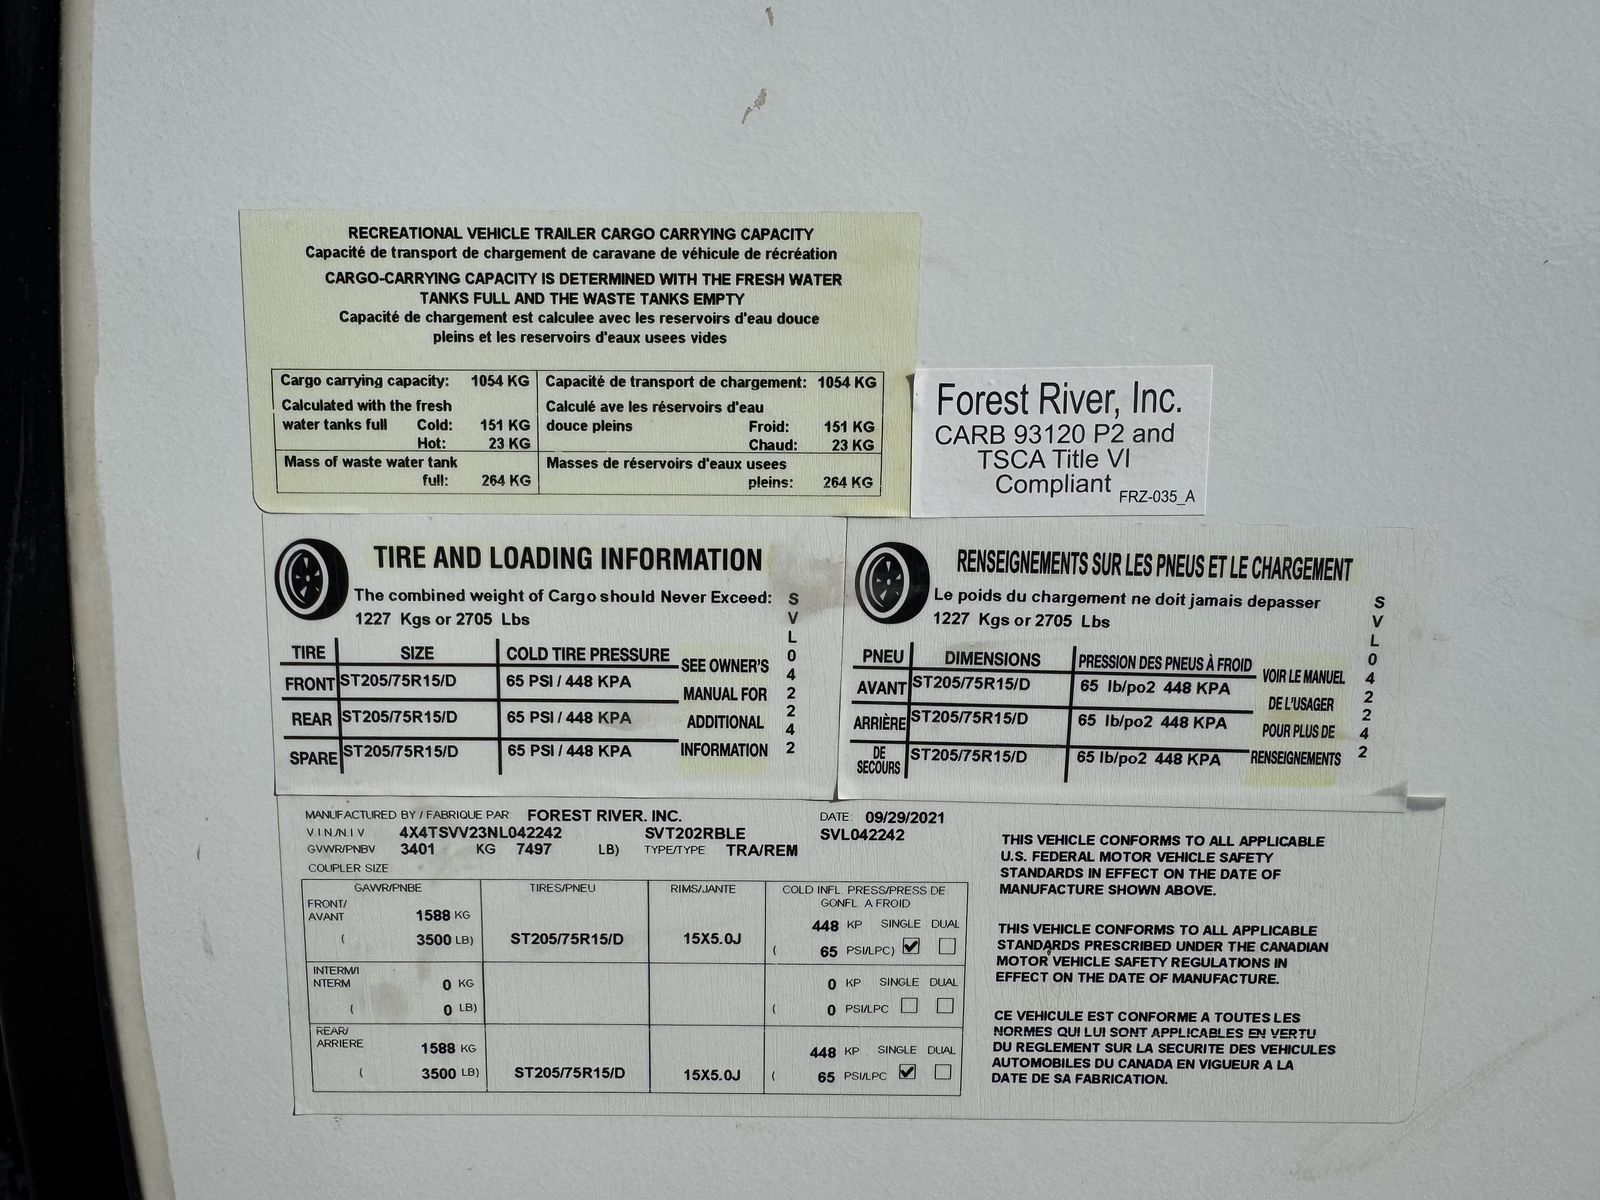 RECREATIONAL VEHICLE TRAILER CARGO CARRYING CAPACITY
Capacité de transport de chargement de caravane de véhicule de récréation
CARGO-CARRYING CAPACITY IS DETERMINED WITH THE FRESH WATER
TANKS FULL AND THE WASTE TANKS EMPTY
Capacité de chargement est calculee avec les reservoirs d'eau douce
pleins et les reservoirs d'eaux usees vides
Cargo carrying capacity: 1054 KG
Calculated with the fresh
water tanks full Cold: 151 KG
Hot: 23 KG
Mass of waste water tank
full: 264 KG
Capacité de transport de chargement: 1054 KG
Calculé ave les réservoirs d'eau
douce pleins Froid: 151 KG
Chaud: 23 KG
Masses de réservoirs d'eaux usees
pleins: 264 KG
Forest River, Inc.
CARB 93120 P2 and
TSCA Title VI
Compliant FRZ-035_A
TIRE AND LOADING INFORMATION
The combined weight of Cargo should Never Exceed:
1227 Kgs or 2705 Lbs
TIRE SIZE COLD TIRE PRESSURE
FRONT ST205/75R15/D 65 PSI / 448 KPA
REAR ST205/75R15/D 65 PSI / 448 KPA
SPARE ST205/75R15/D 65 PSI / 448 KPA
SEE OWNER'S
MANUAL FOR
ADDITIONAL
INFORMATION
SVL042242
RENSEIGNEMENTS SUR LES PNEUS ET LE CHARGEMENT
Le poids du chargement ne doit jamais depasser
1227 Kgs or 2705 Lbs
PNEU DIMENSIONS PRESSION DES PNEUS À FROID
AVANT ST205/75R15/D 65 lb/po2 448 KPA
ARRIÈRE ST205/75R15/D 65 lb/po2 448 KPA
DE
SECOURS ST205/75R15/D 65 lb/po2 448 KPA
VOIR LE MANUEL
DE L'USAGER
POUR PLUS DE
RENSEIGNEMENTS
SVL042242
MANUFACTURED BY / FABRIQUE PAR FOREST RIVER. INC. DATE: 09/29/2021
V I N /N I V 4X4TSVV23NL042242 SVT202RBLE SVL042242
GVWR/PNBV 3401 KG 7497 LB) TYPE/TYPE TRA/REM
COUPLER SIZE
GAWR/PNBE TIRES/PNEU RIMS/JANTE COLD INFL. PRESS/PRESS DE
GONFL. A FROID
FRONT/
AVANT 1588 KG 448 KP SINGLE DUAL
( 3500 LB) ST205/75R15/D 15X5.0J ( 65 PSI/LPC)
INTERM/I
NTERM 0 KG 0 KP SINGLE DUAL
( 0 LB) ( 0 PSI/LPC
REAR/
ARRIERE 1588 KG 448 KP SINGLE DUAL
( 3500 LB) ST205/75R15/D 15X5.0J ( 65 PSI/LPC
THIS VEHICLE CONFORMS TO ALL APPLICABLE
U.S. FEDERAL MOTOR VEHICLE SAFETY
STANDARDS IN EFFECT ON THE DATE OF
MANUFACTURE SHOWN ABOVE.
THIS VEHICLE CONFORMS TO ALL APPLICABLE
STANDARDS PRESCRIBED UNDER THE CANADIAN
MOTOR VEHICLE SAFETY REGULATIONS IN
EFFECT ON THE DATE OF MANUFACTURE.
CE VEHICULE EST CONFORME A TOUTES LES
NORMES QUI LUI SONT APPLICABLES EN VERTU
DU REGLEMENT SUR LA SECURITE DES VEHICULES
AUTOMOBILES DU CANADA EN VIGUEUR A LA
DATE DE SA FABRICATION.